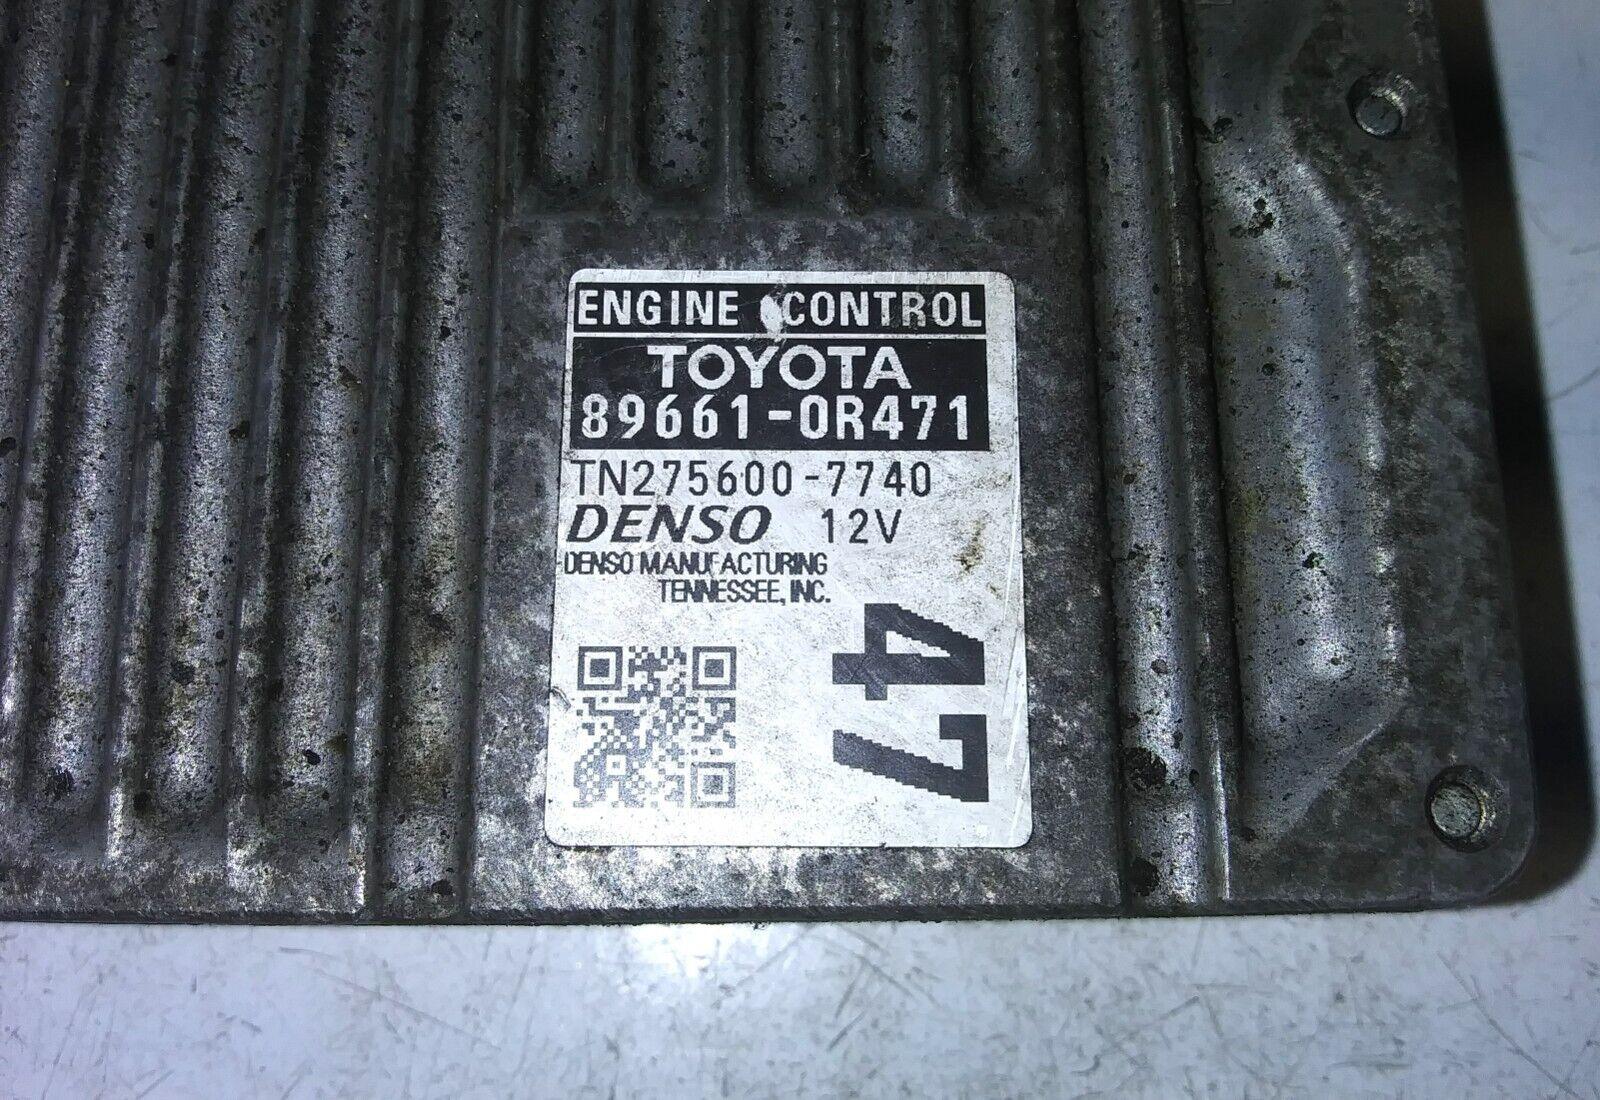 ENGINE CONTROL
TOYOTA
89661-0R471
TN275600-7740
DENSO 12V
DENSO MANUFACTURING
TENNESSEE, INC.
47